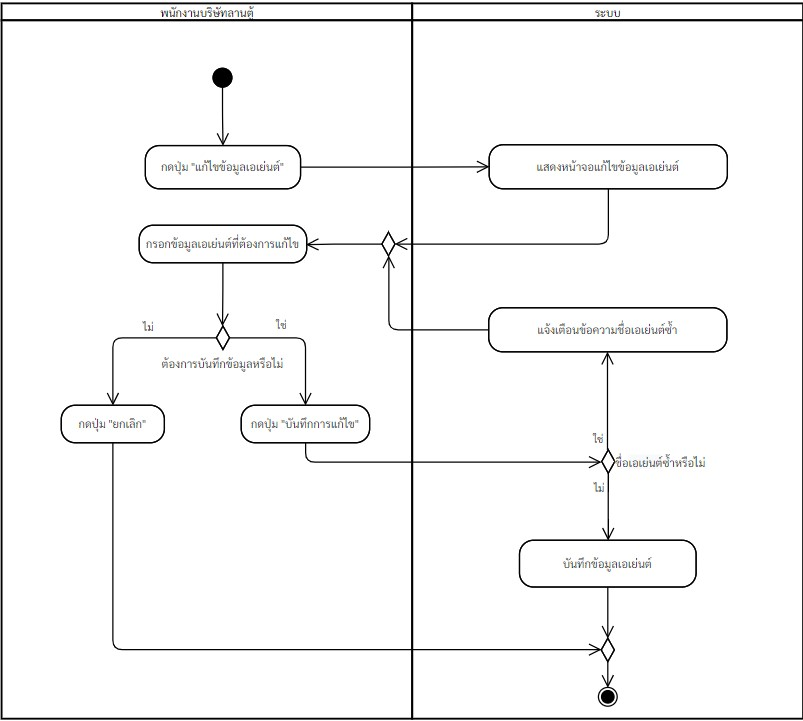 พนักงานบริษัทลานตู้
ระบบ
กดปุ่ม "แก้ไขข้อมูลเอเย่นต์"
แสดงหน้าจอแก้ไขข้อมูลเอเย่นต์
กรอกข้อมูลเอเย่นต์ที่ต้องการแก้ไข
แจ้งเตือนข้อความชื่อเอเย่นต์ซ้ำ
ไม่
ใช่
ต้องการบันทึกข้อมูลหรือไม่
กดปุ่ม "ยกเลิก"
กดปุ่ม "บันทึกการแก้ไข"
ใช่
ชื่อเอเย่นต์ซ้ำหรือไม่
ไม่
บันทึกข้อมูลเอเย่นต์